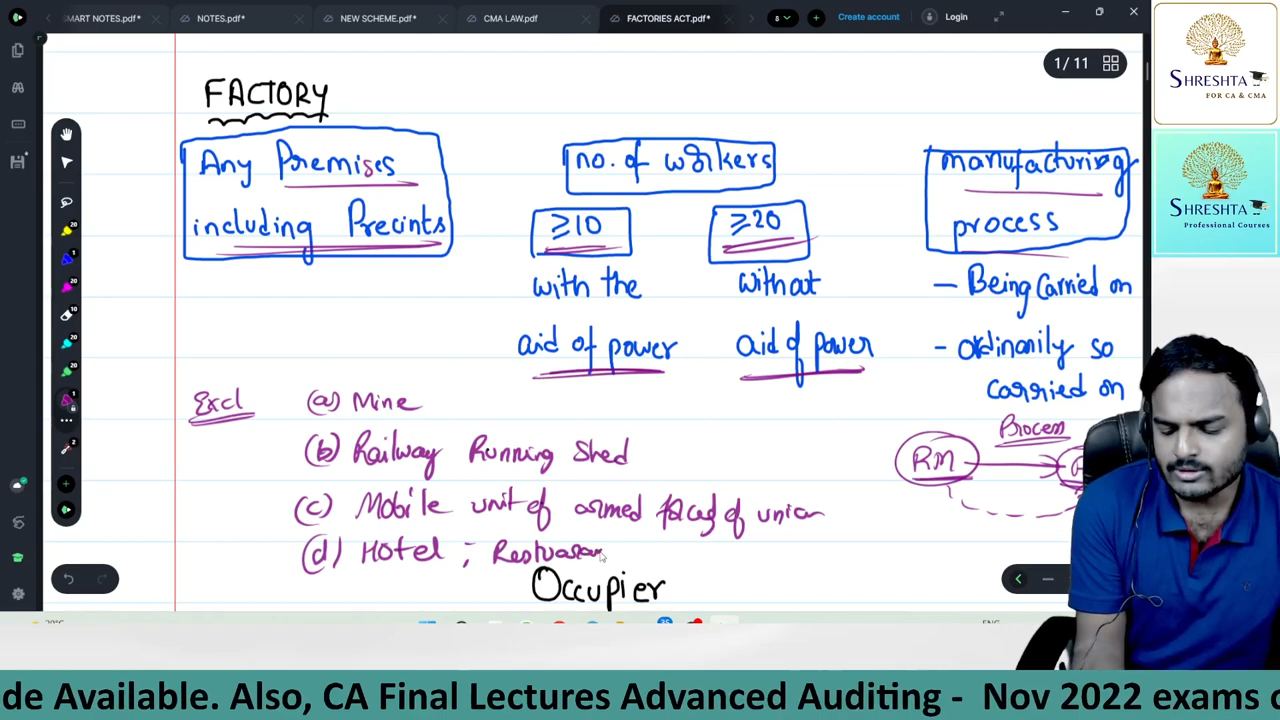 SMART NOTES.pdf*
NOTES.pdf*
NEW SCHEME.pdf*
CMA LAW.pdf
FACTORIES ACT.pdf*
8
Create account
Login
1 / 11
SHRESHTA
FOR CA & CMA
SHRESHTA
Professional Courses
FACTORY
Any Premises
including Precints
no. of workers
≥10
≥20
with the
without
aid of power
aid of power
manufacturing
process
- Being Carried on
- ordinarily so
carried on
Process
RM
Excl
(a) Mine
(b) Railway Running Shed
(c) Mobile unit of armed forces of union
(d) Hotel ; Restuaran
Occupier
ENG
de Available. Also, CA Final Lectures Advanced Auditing - Nov 2022 exams